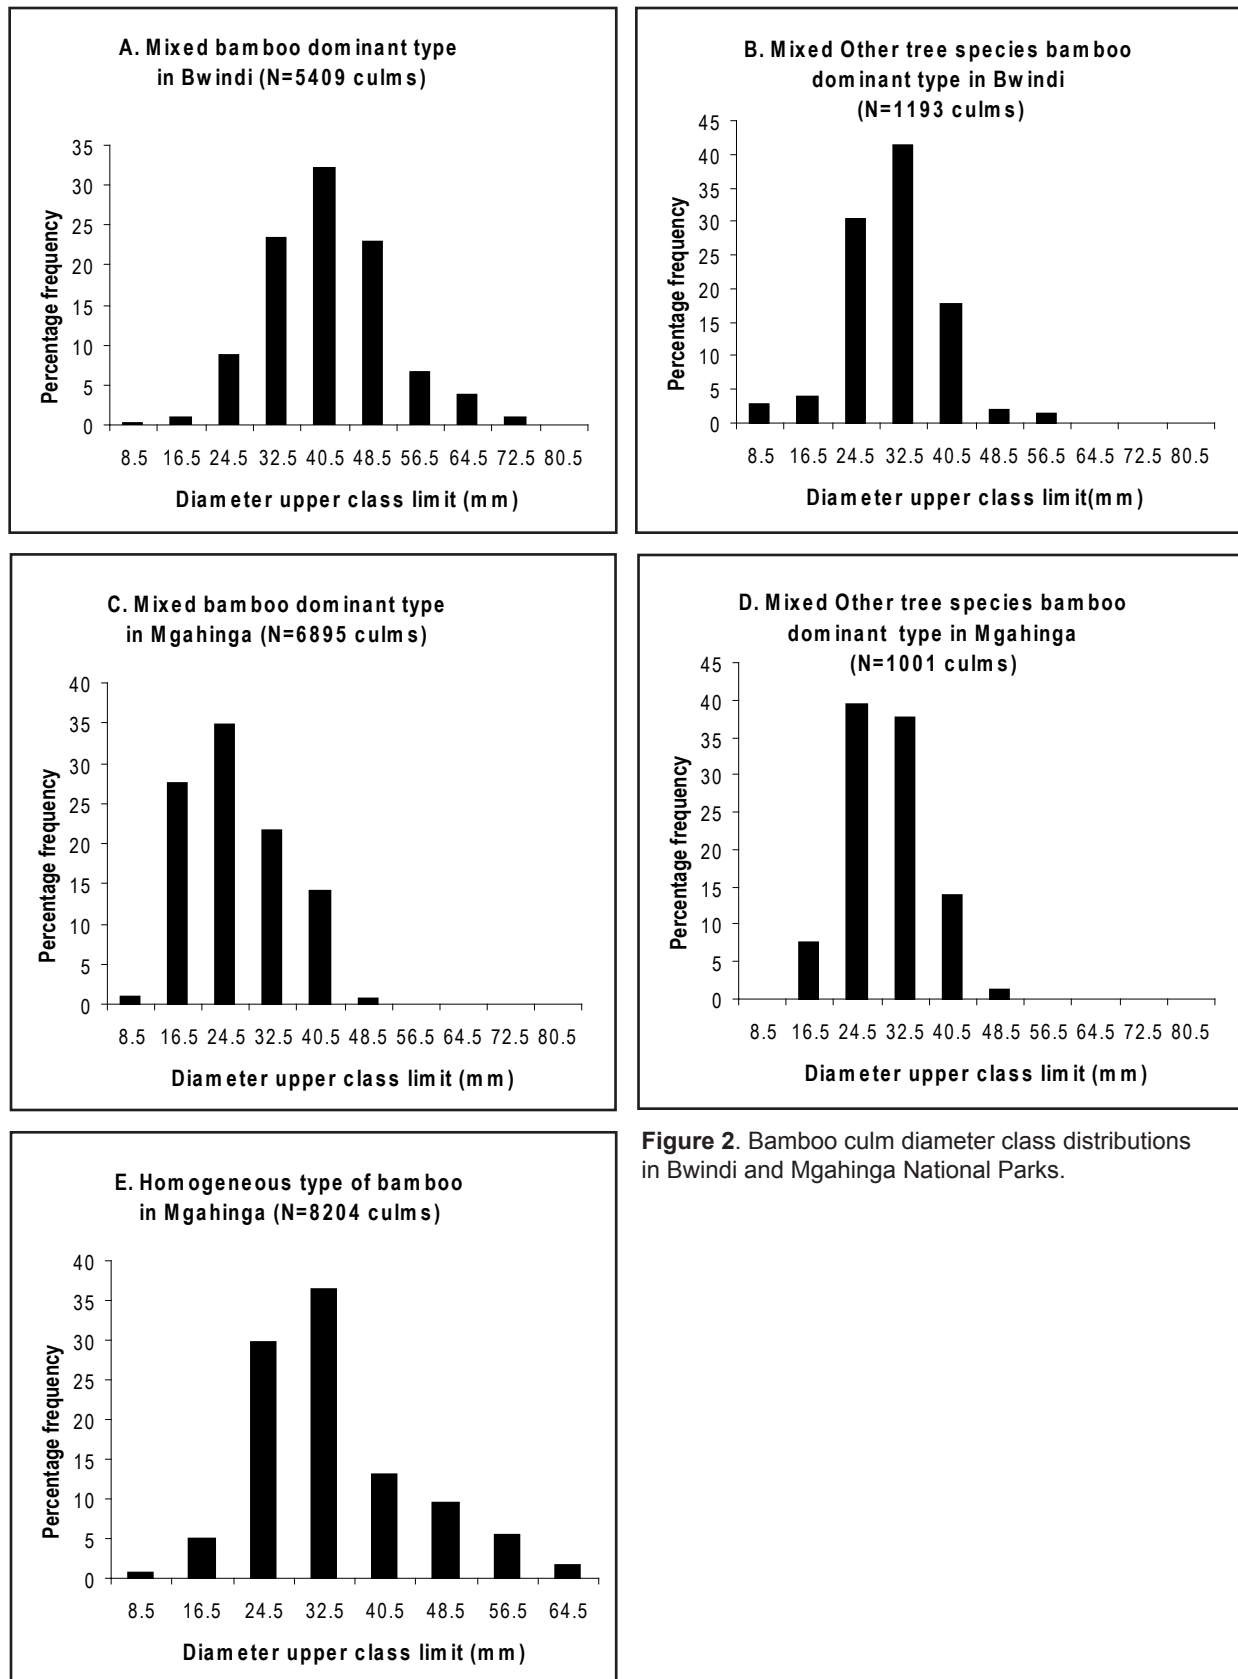 A. Mixed bamboo dominant type
in Bwindi (N=5409 culms)
Percentage frequency
35
30
25
20
15
10
5
0
8.5 16.5 24.5 32.5 40.5 48.5 56.5 64.5 72.5 80.5
Diameter upper class limit (mm)
B. Mixed Other tree species bamboo
dominant type in Bwindi
(N=1193 culms)
Percentage frequency
45
40
35
30
25
20
15
10
5
0
8.5 16.5 24.5 32.5 40.5 48.5 56.5 64.5 72.5 80.5
Diameter upper class limit(mm)
C. Mixed bamboo dominant type
in Mgahinga (N=6895 culms)
Percentage frequency
40
35
30
25
20
15
10
5
0
8.5 16.5 24.5 32.5 40.5 48.5 56.5 64.5 72.5 80.5
Diameter upper class limit (mm)
D. Mixed Other tree species bamboo
dominant type in Mgahinga
(N=1001 culms)
Percentage frequency
45
40
35
30
25
20
15
10
5
0
8.5 16.5 24.5 32.5 40.5 48.5 56.5 64.5 72.5 80.5
Diameter upper class limit (mm)
E. Homogeneous type of bamboo
in Mgahinga (N=8204 culms)
Percentage frequency
40
35
30
25
20
15
10
5
0
8.5 16.5 24.5 32.5 40.5 48.5 56.5 64.5
Diameter upper class limit (mm)
Figure 2. Bamboo culm diameter class distributions
in Bwindi and Mgahinga National Parks.